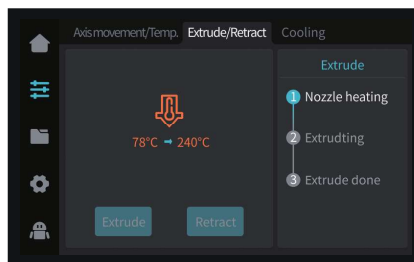 Axis movement/Temp. Extrude/Retract Cooling
Extrude
1 Nozzle heating
78°C → 240°C
2 Extrudting
3 Extrude done
Extrude Retract